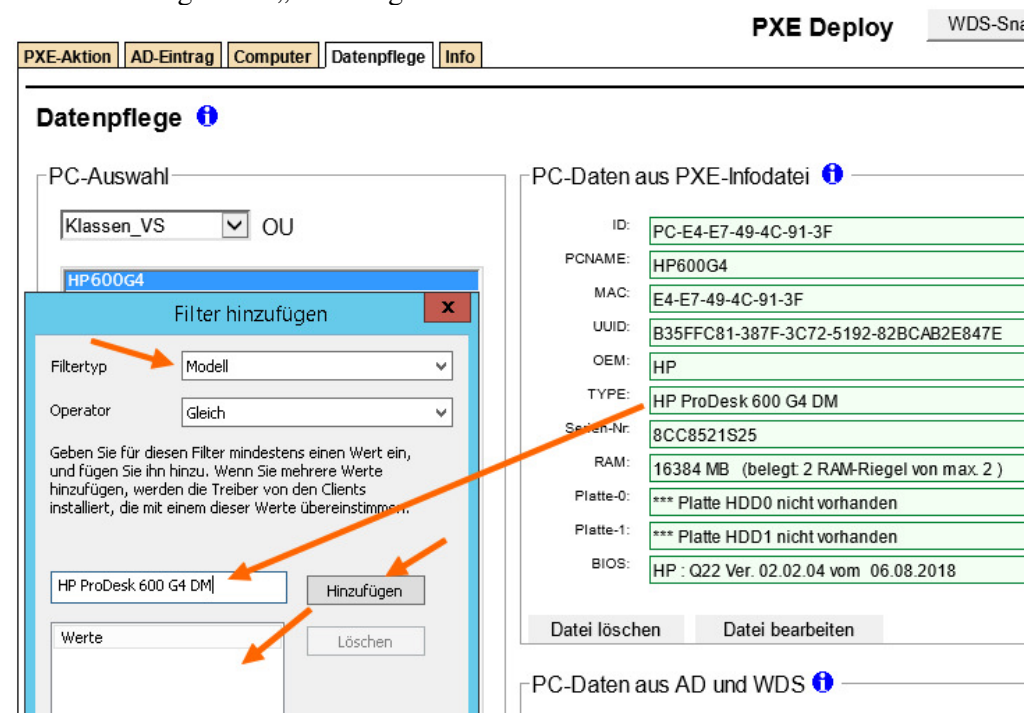 PXE Deploy
WDS-Sna
PXE-Aktion
AD-Eintrag
Computer
Datenpflege
Info
Datenpflege
PC-Auswahl
Klassen_VS
OU
HP600G4
Filter hinzufügen
x
Filtertyp
Modell
Operator
Gleich
Geben Sie für diesen Filter mindestens einen Wert ein,
und fügen Sie ihn hinzu. Wenn Sie mehrere Werte
hinzufügen, werden die Treiber von den Clients
installiert, die mit einem dieser Werte übereinstimmen.
HP ProDesk 600 G4 DM
Hinzufügen
Werte
Löschen
PC-Daten aus PXE-Infodatei
ID: PC-E4-E7-49-4C-91-3F
PCNAME: HP600G4
MAC: E4-E7-49-4C-91-3F
UUID: B35FFC81-387F-3C72-5192-82BCAB2E847E
OEM: HP
TYPE: HP ProDesk 600 G4 DM
Serien-Nr: 8CC8521S25
RAM: 16384 MB (belegt: 2 RAM-Riegel von max. 2 )
Platte-0: *** Platte HDD0 nicht vorhanden
Platte-1: *** Platte HDD1 nicht vorhanden
BIOS: HP : Q22 Ver. 02.02.04 vom 06.08.2018
Datei löschen
Datei bearbeiten
PC-Daten aus AD und WDS